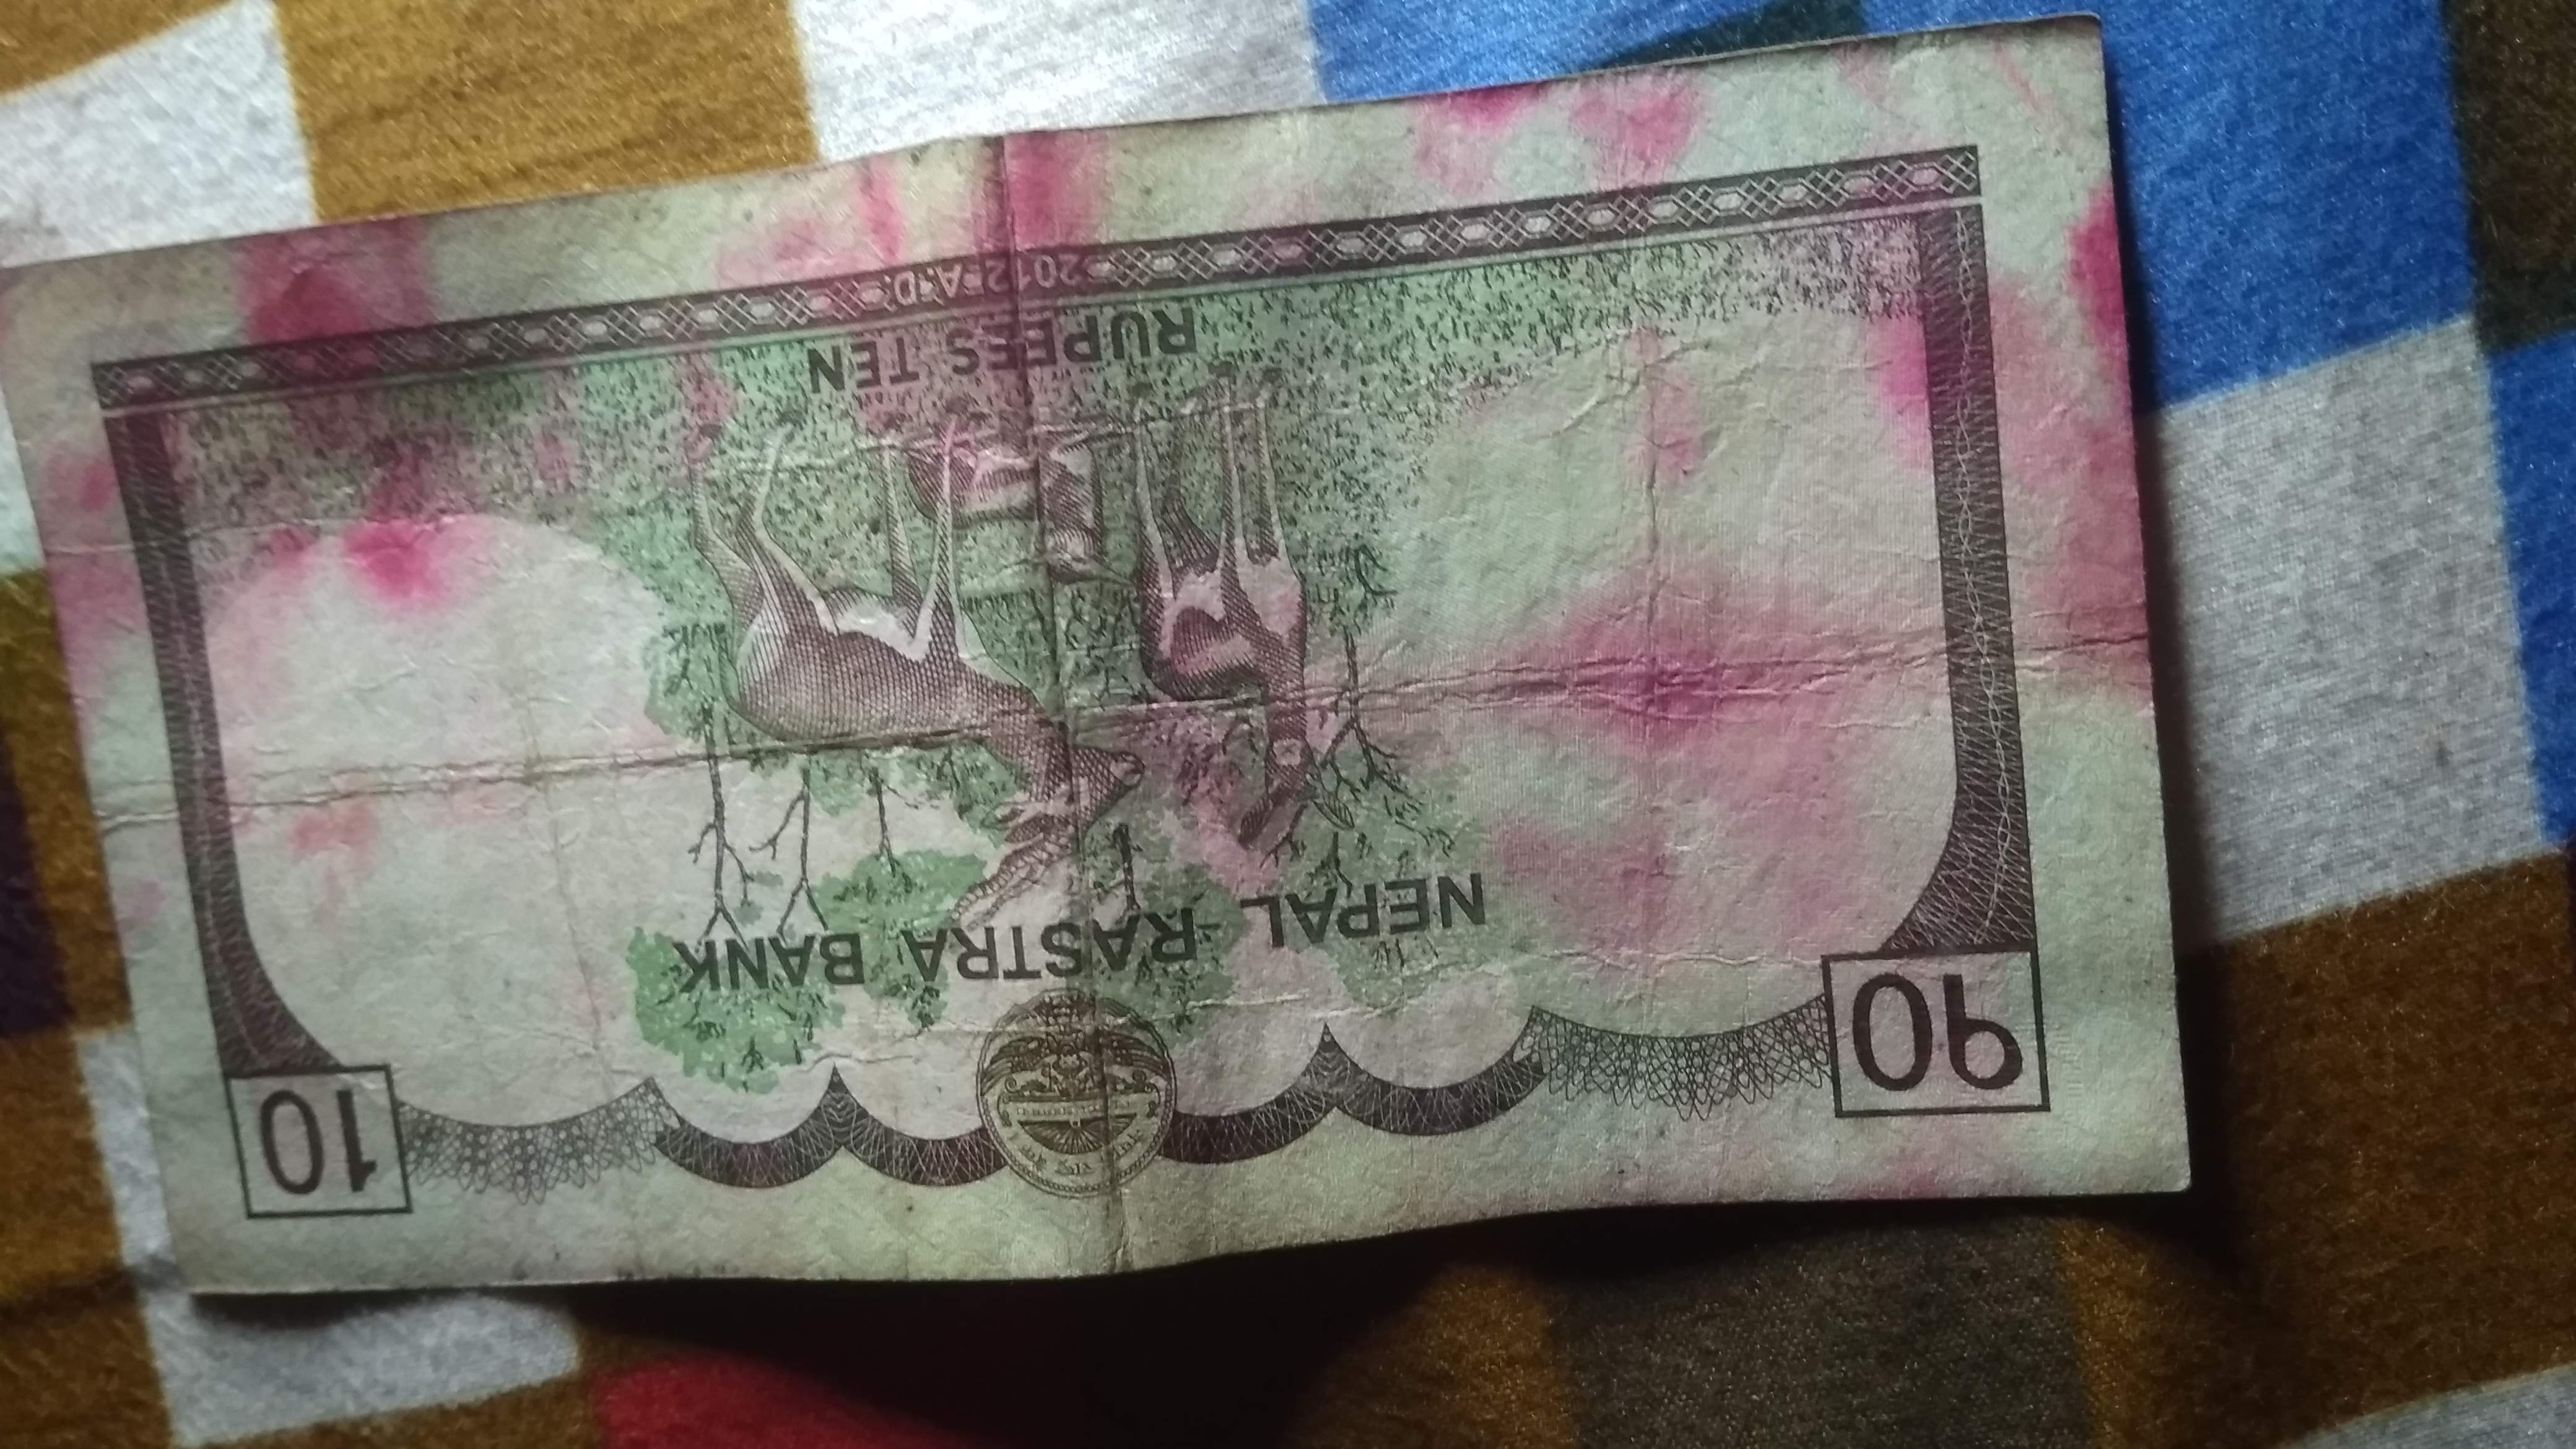 NEPAL RASTRA BANK
१०
10
RUPEES TEN
2012 A.D.